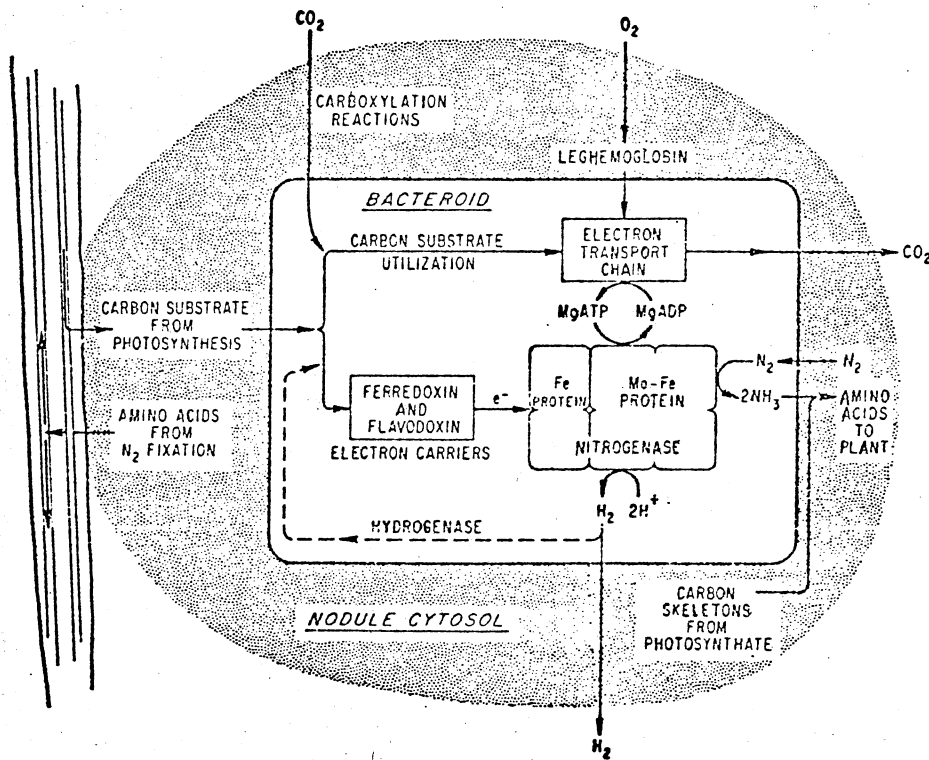 CO2
O2
CARBOXYLATION
REACTIONS
LEGHEMOGLOBIN
BACTEROID
CARBON SUBSTRATE
UTILIZATION
ELECTRON
TRANSPORT
CHAIN
CO2
CARBON SUBSTRATE
FROM
PHOTOSYNTHESIS
MgATP
MgADP
Fe
PROTEIN
Mo-Fe
PROTEIN
N2
N2
FERREDOXIN
AND
FLAVODOXIN
e-
2NH3
AMINO
ACIDS
TO
PLANT
AMINO ACIDS
FROM
N2 FIXATION
ELECTRON CARRIERS
NITROGENASE
H2
2H+
HYDROGENASE
CARBON
SKELETONS
FROM
PHOTOSYNTHATE
NODULE CYTOSOL
H2